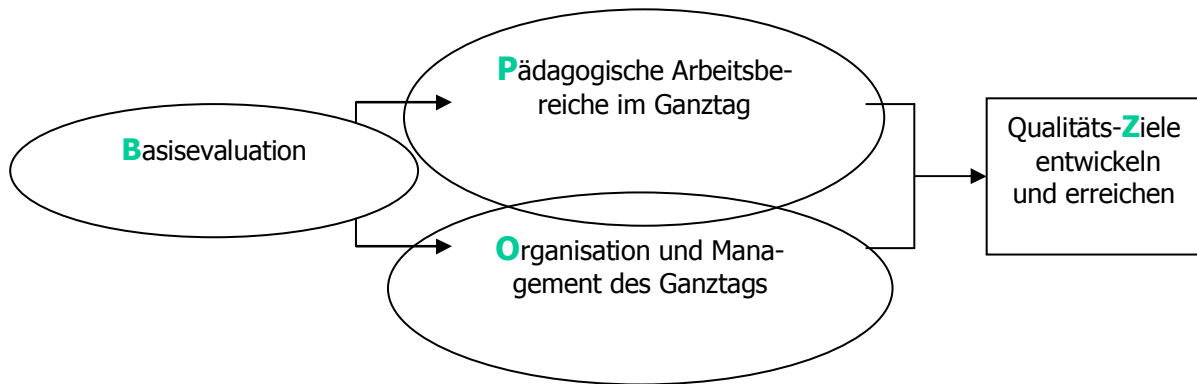 Basisevaluation
Pädagogische Arbeitsbe-
reiche im Ganztag
Organisation und Mana-
gement des Ganztags
Qualitäts-Ziele
entwickeln
und erreichen